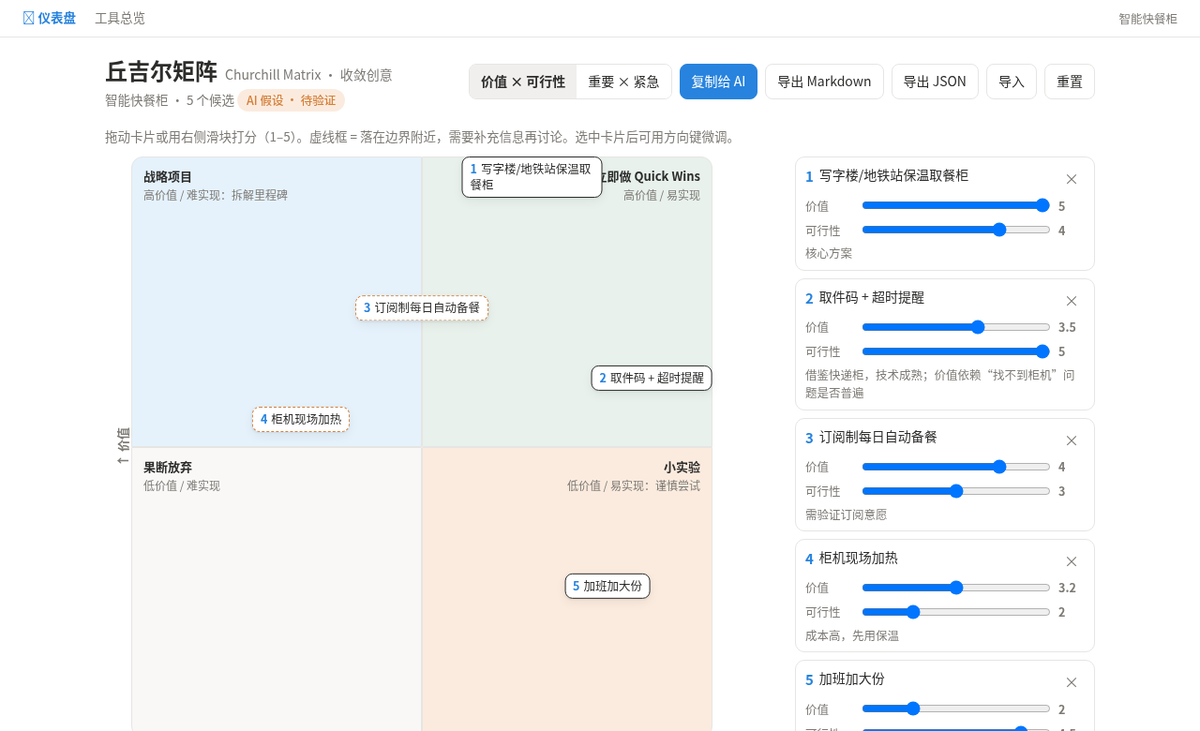 仪表盘 工具总览 智能快餐柜
丘吉尔矩阵 Churchill Matrix · 收敛创意
智能快餐柜 · 5 个候选 AI 假设 · 待验证
价值 × 可行性 重要 × 紧急 复制给 AI 导出 Markdown 导出 JSON 导入 重置
拖动卡片或用右侧滑块打分（1–5）。虚线框 = 落在边界附近，需要补充信息再讨论。选中卡片后可用方向键微调。
↑ 价值
战略项目
高价值 / 难实现：拆解里程碑
立即做 Quick Wins
高价值 / 易实现
1 写字楼/地铁站保温取
餐柜
3 订阅制每日自动备餐
2 取件码 + 超时提醒
4 柜机现场加热
果断放弃
低价值 / 难实现
小实验
低价值 / 易实现：谨慎尝试
5 加班加大份
1 写字楼/地铁站保温取餐柜
价值 5
可行性 4
核心方案
2 取件码 + 超时提醒
价值 3.5
可行性 5
借鉴快递柜，技术成熟；价值依赖“找不到柜机”问
题是否普遍
3 订阅制每日自动备餐
价值 4
可行性 3
需验证订阅意愿
4 柜机现场加热
价值 3.2
可行性 2
成本高，先用保温
5 加班加大份
价值 2